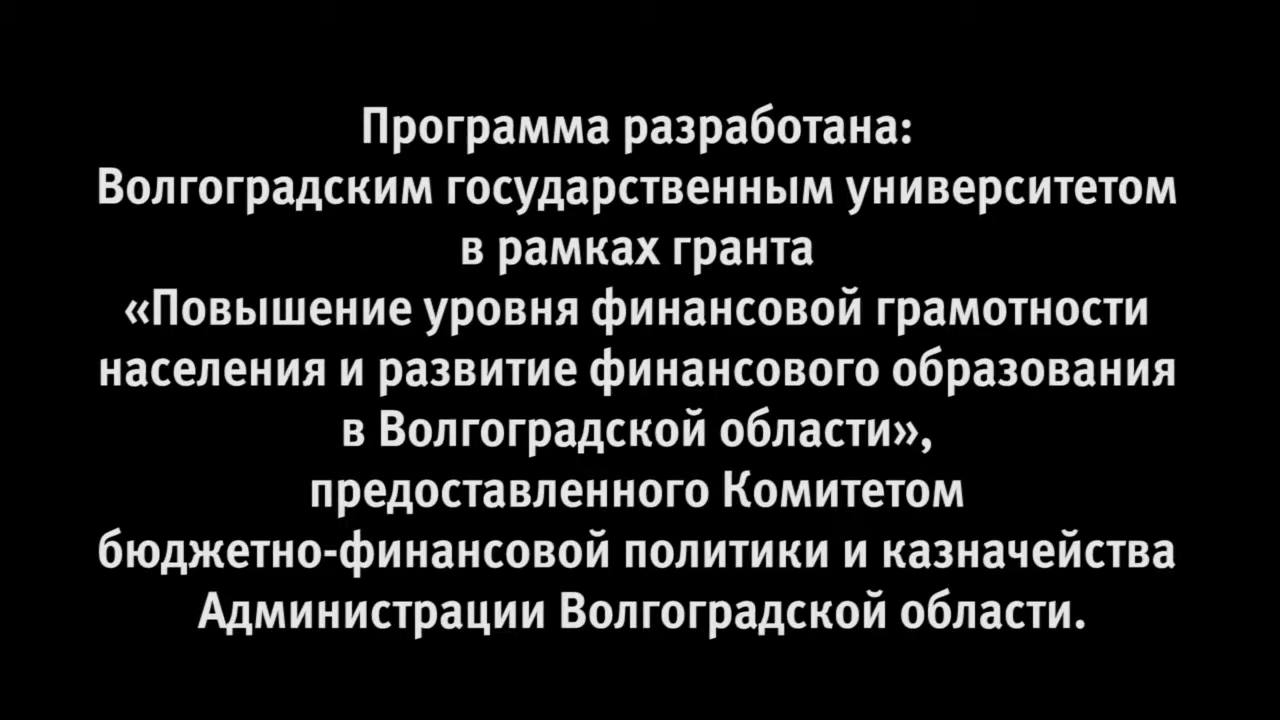 Программа разработана:
Волгоградским государственным университетом
в рамках гранта
«Повышение уровня финансовой грамотности
населения и развитие финансового образования
в Волгоградской области»,
предоставленного Комитетом
бюджетно-финансовой политики и казначейства
Администрации Волгоградской области.